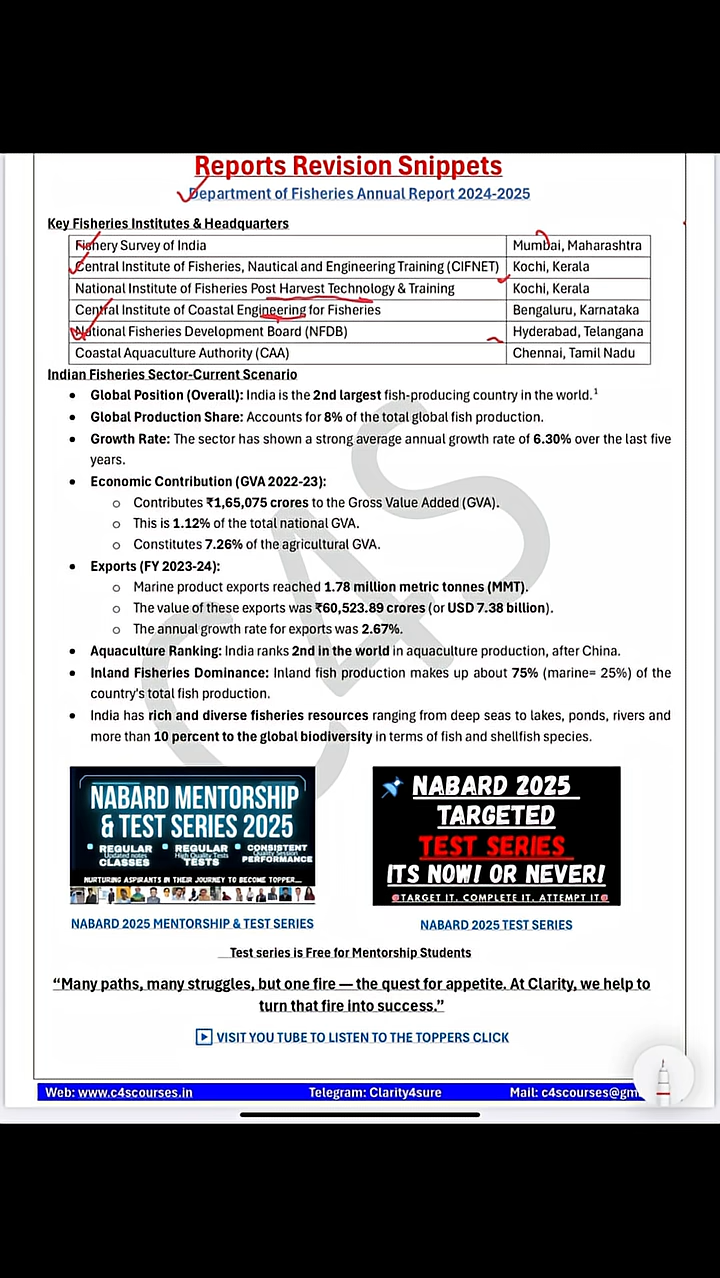 Reports Revision Snippets
Department of Fisheries Annual Report 2024-2025
Key Fisheries Institutes & Headquarters
Fishery Survey of India Mumbai, Maharashtra
Central Institute of Fisheries, Nautical and Engineering Training (CIFNET) Kochi, Kerala
National Institute of Fisheries Post Harvest Technology & Training Kochi, Kerala
Central Institute of Coastal Engineering for Fisheries Bengaluru, Karnataka
National Fisheries Development Board (NFDB) Hyderabad, Telangana
Coastal Aquaculture Authority (CAA) Chennai, Tamil Nadu
Indian Fisheries Sector-Current Scenario
• Global Position (Overall): India is the 2nd largest fish-producing country in the world.¹
• Global Production Share: Accounts for 8% of the total global fish production.
• Growth Rate: The sector has shown a strong average annual growth rate of 6.30% over the last five
years.
• Economic Contribution (GVA 2022-23):
o Contributes ₹1,65,075 crores to the Gross Value Added (GVA).
o This is 1.12% of the total national GVA.
o Constitutes 7.26% of the agricultural GVA.
• Exports (FY 2023-24):
o Marine product exports reached 1.78 million metric tonnes (MMT).
o The value of these exports was ₹60,523.89 crores (or USD 7.38 billion).
o The annual growth rate for exports was 2.67%.
• Aquaculture Ranking: India ranks 2nd in the world in aquaculture production, after China.
• Inland Fisheries Dominance: Inland fish production makes up about 75% (marine= 25%) of the
country's total fish production.
• India has rich and diverse fisheries resources ranging from deep seas to lakes, ponds, rivers and
more than 10 percent to the global biodiversity in terms of fish and shellfish species.
C4S
NABARD MENTORSHIP
& TEST SERIES 2025
• REGULAR • REGULAR • CONSISTENT
Updated notes High Quality Tests Quality Session
CLASSES TESTS PERFORMANCE
NURTURING ASPIRANTS IN THEIR JOURNEY TO BECOME TOPPER...
NABARD 2025
TARGETED
TEST SERIES
ITS NOW! OR NEVER!
@TARGET IT, COMPLETE IT, ATTEMPT IT@
NABARD 2025 MENTORSHIP & TEST SERIES
NABARD 2025 TEST SERIES
Test series is Free for Mentorship Students
“Many paths, many struggles, but one fire — the quest for appetite. At Clarity, we help to
turn that fire into success.”
VISIT YOU TUBE TO LISTEN TO THE TOPPERS CLICK
Web: www.c4scourses.in Telegram: Clarity4sure Mail: c4scourses@gm